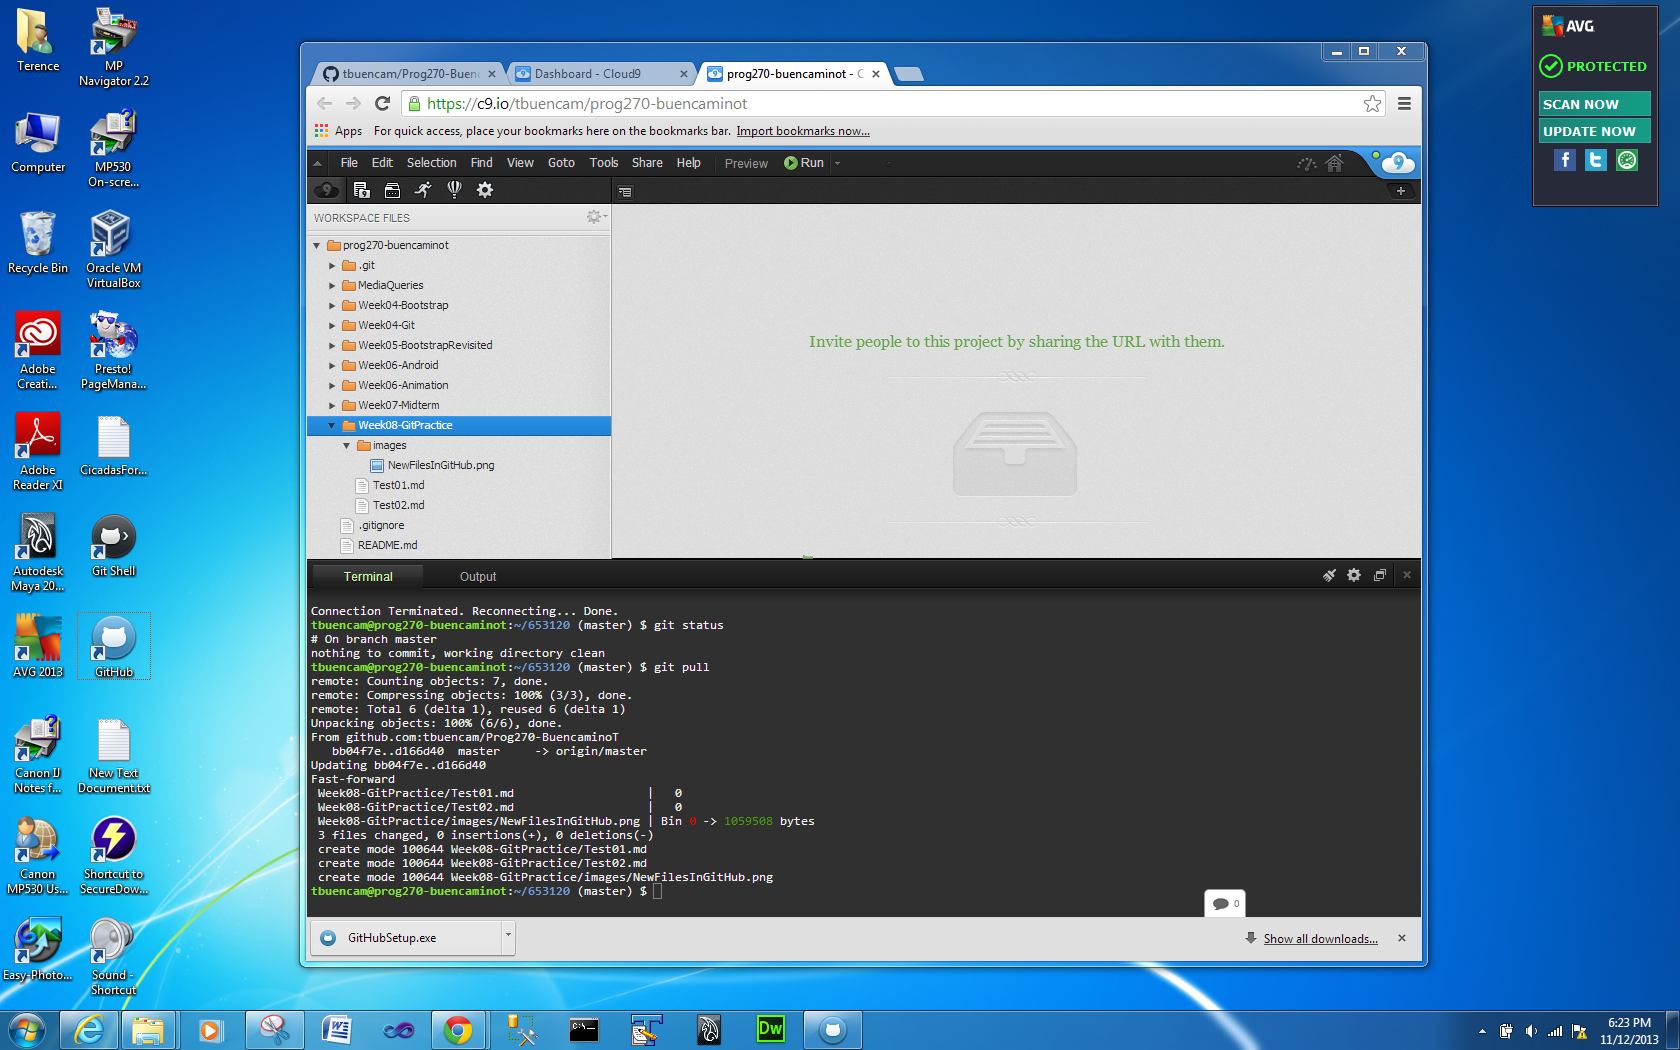 Terence
MP
Navigator 2.2
Computer
MP530
On-scre...
Recycle Bin
Oracle VM
VirtualBox
Adobe
Creati...
Presto!
PageMana...
Adobe
Reader XI
CicadasFor...
Autodesk
Maya 20...
Git Shell
AVG 2013
GitHub
Canon IJ
Notes f...
New Text
Document.txt
Canon
MP530 Us...
Shortcut to
SecureDow...
Easy-Photo...
Sound -
Shortcut
tbuencam/Prog270-Buen
Dashboard - Cloud9
prog270-buencaminot - C
https://c9.io/tbuencam/prog270-buencaminot
Apps For quick access, place your bookmarks here on the bookmarks bar. Import bookmarks now...
File Edit Selection Find View Goto Tools Share Help Preview Run
9
WORKSPACE FILES
prog270-buencaminot
.git
MediaQueries
Week04-Bootstrap
Week04-Git
Week05-BootstrapRevisited
Week06-Android
Week06-Animation
Week07-Midterm
Week08-GitPractice
images
NewFilesInGitHub.png
Test01.md
Test02.md
.gitignore
README.md
Invite people to this project by sharing the URL with them.
Terminal Output
Connection Terminated. Reconnecting... Done.
tbuencam@prog270-buencaminot:~/653120 (master) $ git status
# On branch master
nothing to commit, working directory clean
tbuencam@prog270-buencaminot:~/653120 (master) $ git pull
remote: Counting objects: 7, done.
remote: Compressing objects: 100% (3/3), done.
remote: Total 6 (delta 1), reused 6 (delta 1)
Unpacking objects: 100% (6/6), done.
From github.com:tbuencam/Prog270-BuencaminoT
bb04f7e..d166d40 master -> origin/master
Updating bb04f7e..d166d40
Fast-forward
Week08-GitPractice/Test01.md | 0
Week08-GitPractice/Test02.md | 0
Week08-GitPractice/images/NewFilesInGitHub.png | Bin 0 -> 1059508 bytes
3 files changed, 0 insertions(+), 0 deletions(-)
create mode 100644 Week08-GitPractice/Test01.md
create mode 100644 Week08-GitPractice/Test02.md
create mode 100644 Week08-GitPractice/images/NewFilesInGitHub.png
tbuencam@prog270-buencaminot:~/653120 (master) $
0
GitHubSetup.exe
Show all downloads...
AVG
PROTECTED
SCAN NOW
UPDATE NOW
Dw
6:23 PM
11/12/2013